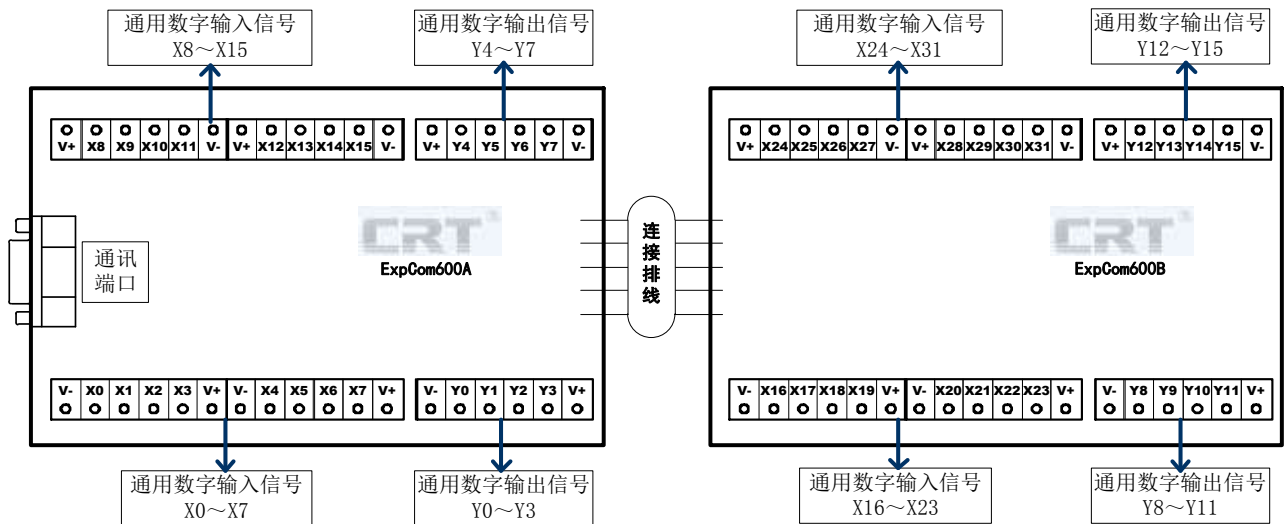 通用数字输入信号
X8～X15
通用数字输出信号
Y4～Y7
通用数字输入信号
X24～X31
通用数字输出信号
Y12～Y15
V+ X8 X9 X10 X11 V- V+ X12 X13 X14 X15 V-
V+ Y4 Y5 Y6 Y7 V-
V+ X24 X25 X26 X27 V- V+ X28 X29 X30 X31 V-
V+ Y12 Y13 Y14 Y15 V-
CRT®
ExpCom600A
通讯
端口
连接排线
CRT®
ExpCom600B
V- X0 X1 X2 X3 V+ V- X4 X5 X6 X7 V+
V- Y0 Y1 Y2 Y3 V+
V- X16 X17 X18 X19 V+ V- X20 X21 X22 X23 V+
V- Y8 Y9 Y10 Y11 V+
通用数字输入信号
X0～X7
通用数字输出信号
Y0～Y3
通用数字输入信号
X16～X23
通用数字输出信号
Y8～Y11